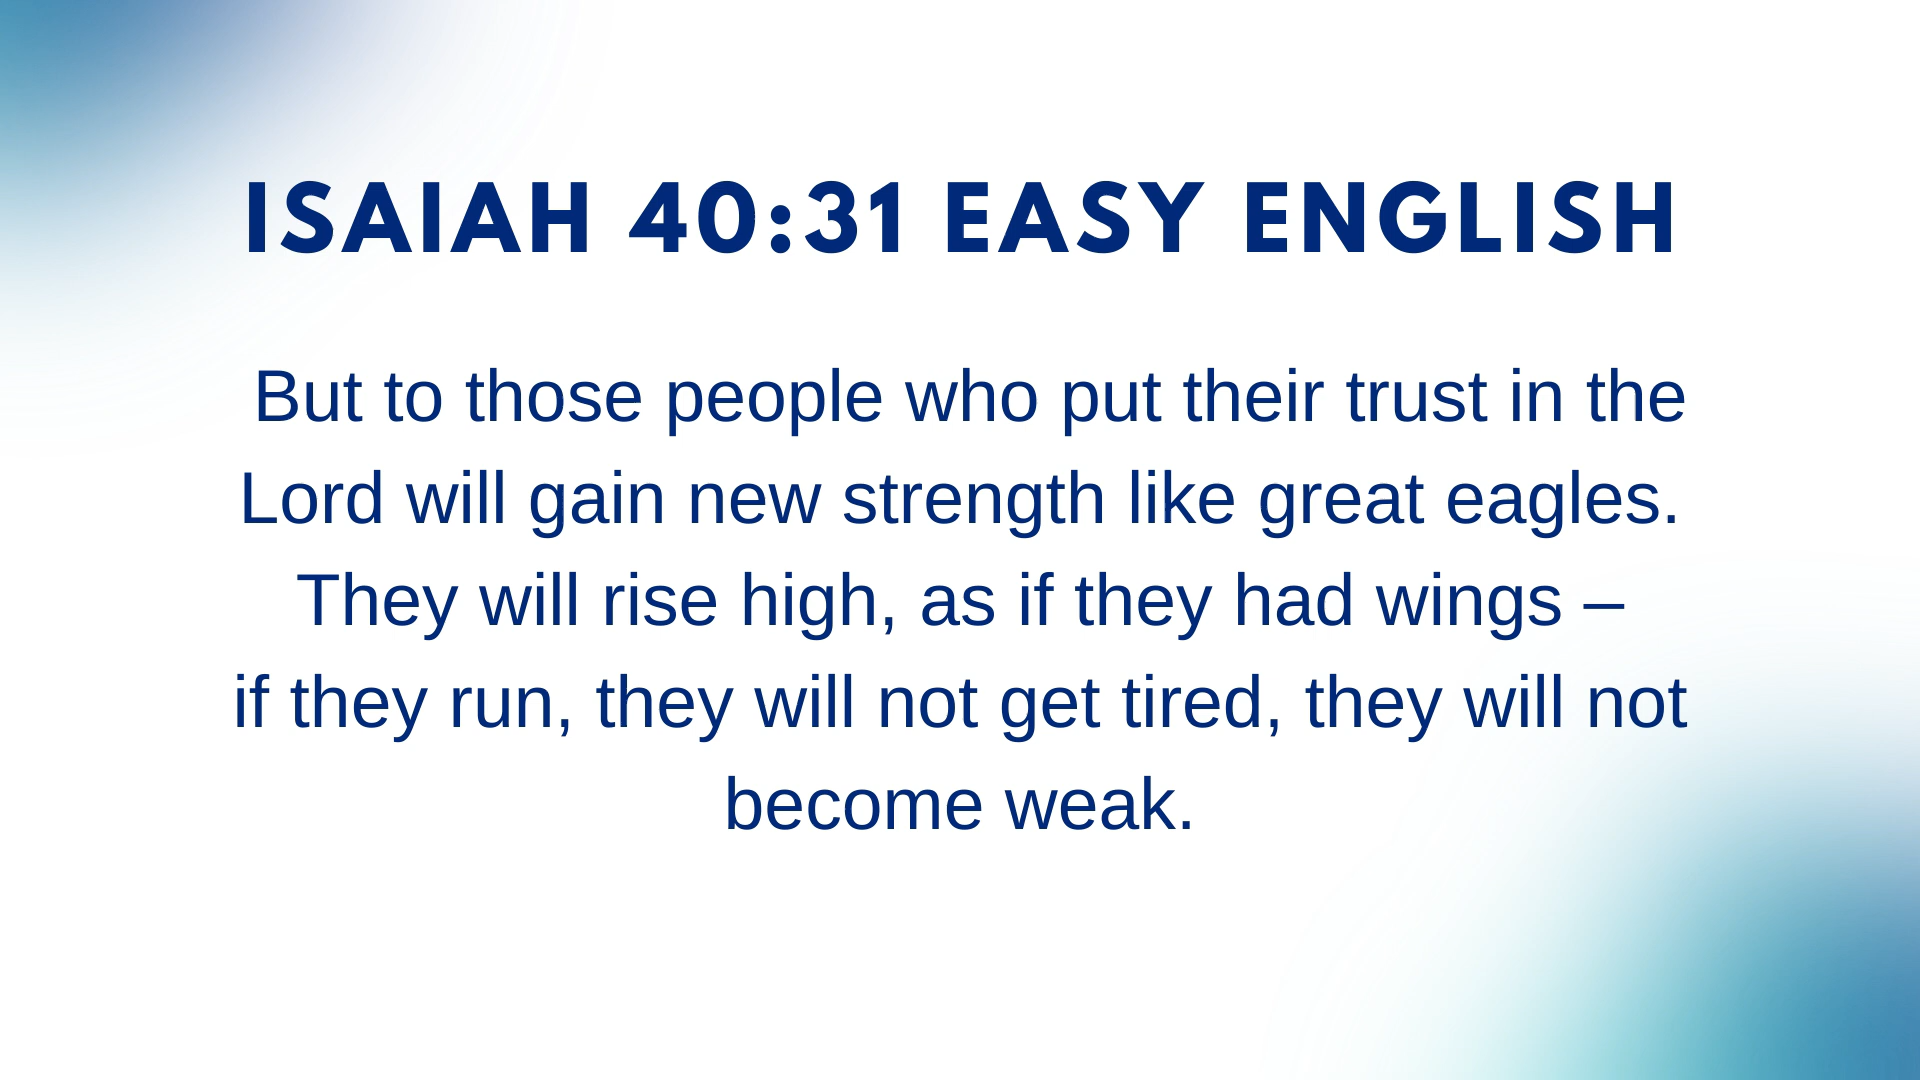 ISAIAH 40:31 EASY ENGLISH
But to those people who put their trust in the
Lord will gain new strength like great eagles.
They will rise high, as if they had wings –
if they run, they will not get tired, they will not
become weak.